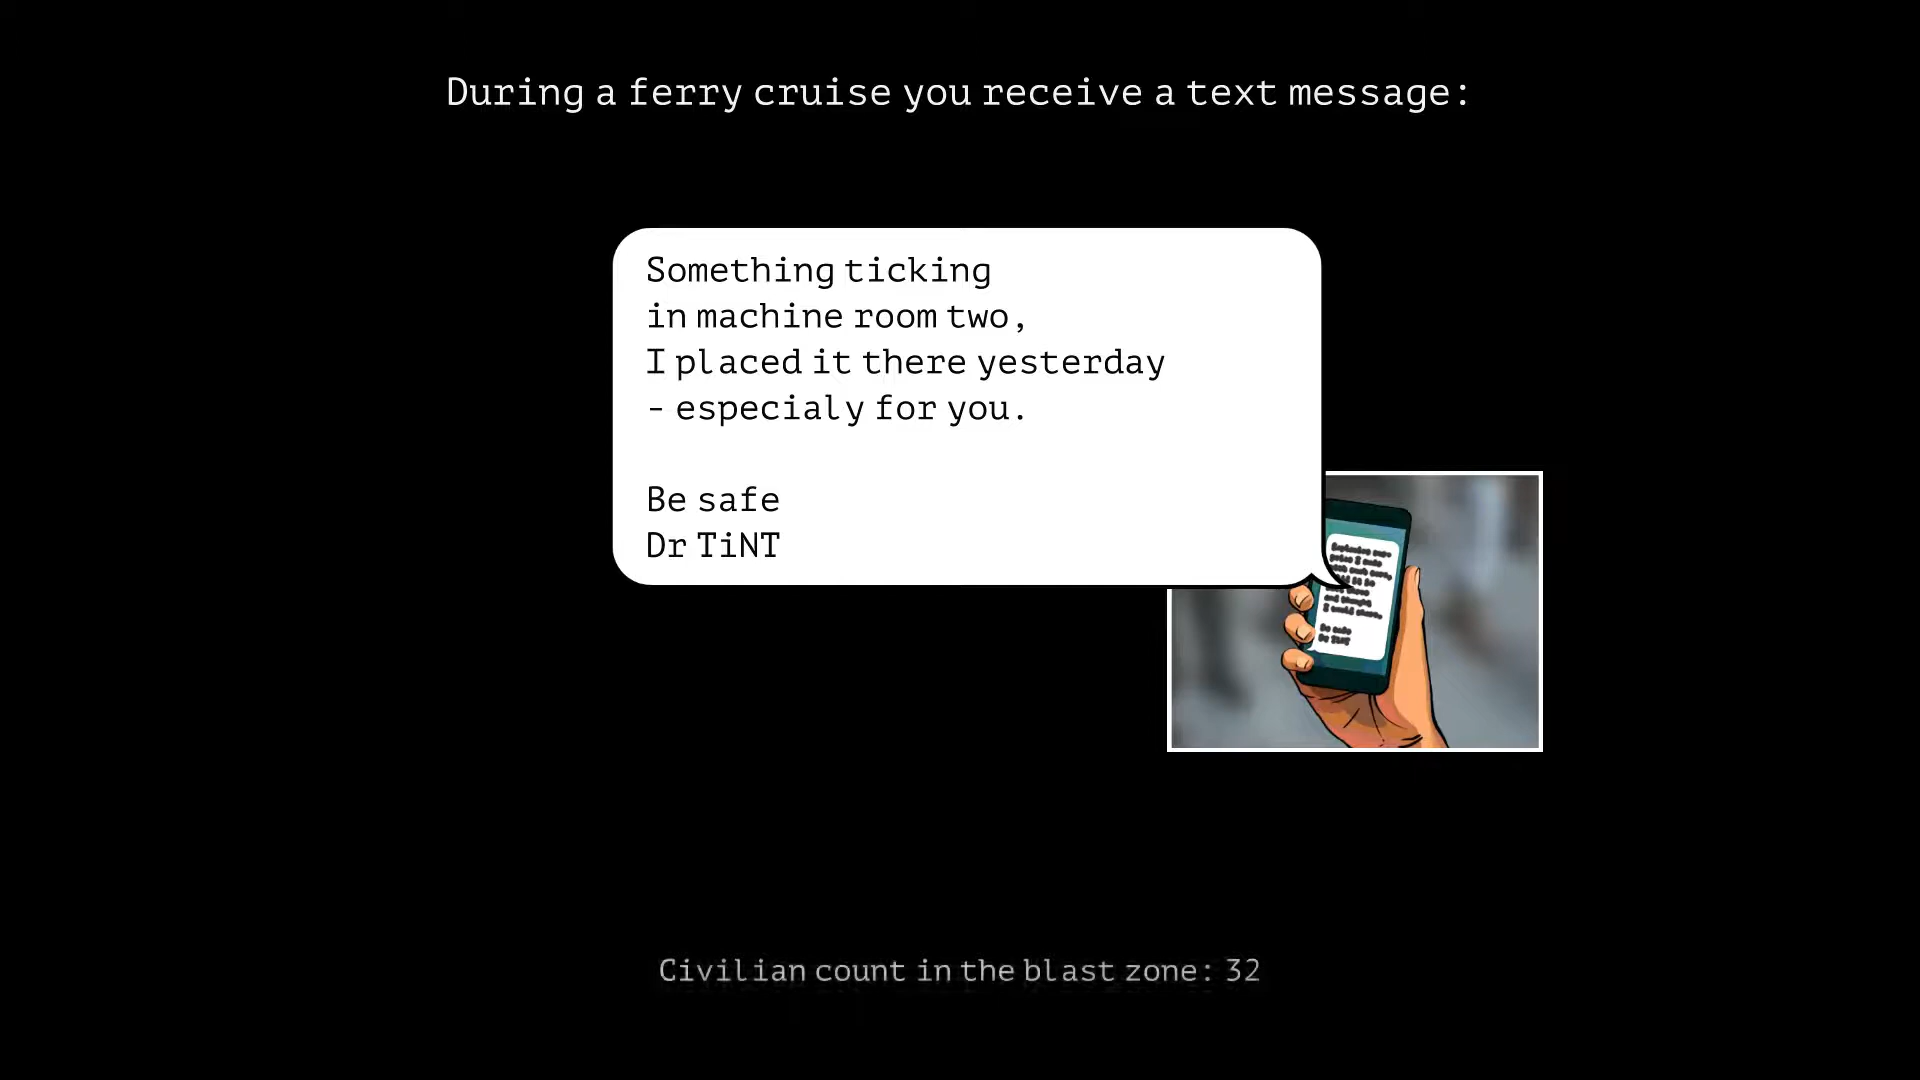 During a ferry cruise you receive a text message:
Something ticking
in machine room two,
I placed it there yesterday
- especialy for you.
Be safe
Dr TiNT
Civilian count in the blast zone: 32